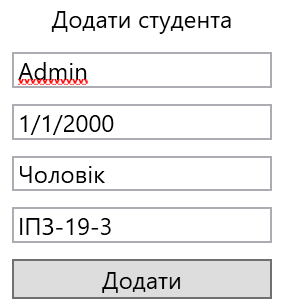 Додати студента
Admin
1/1/2000
Чоловік
ІПЗ-19-3
Додати